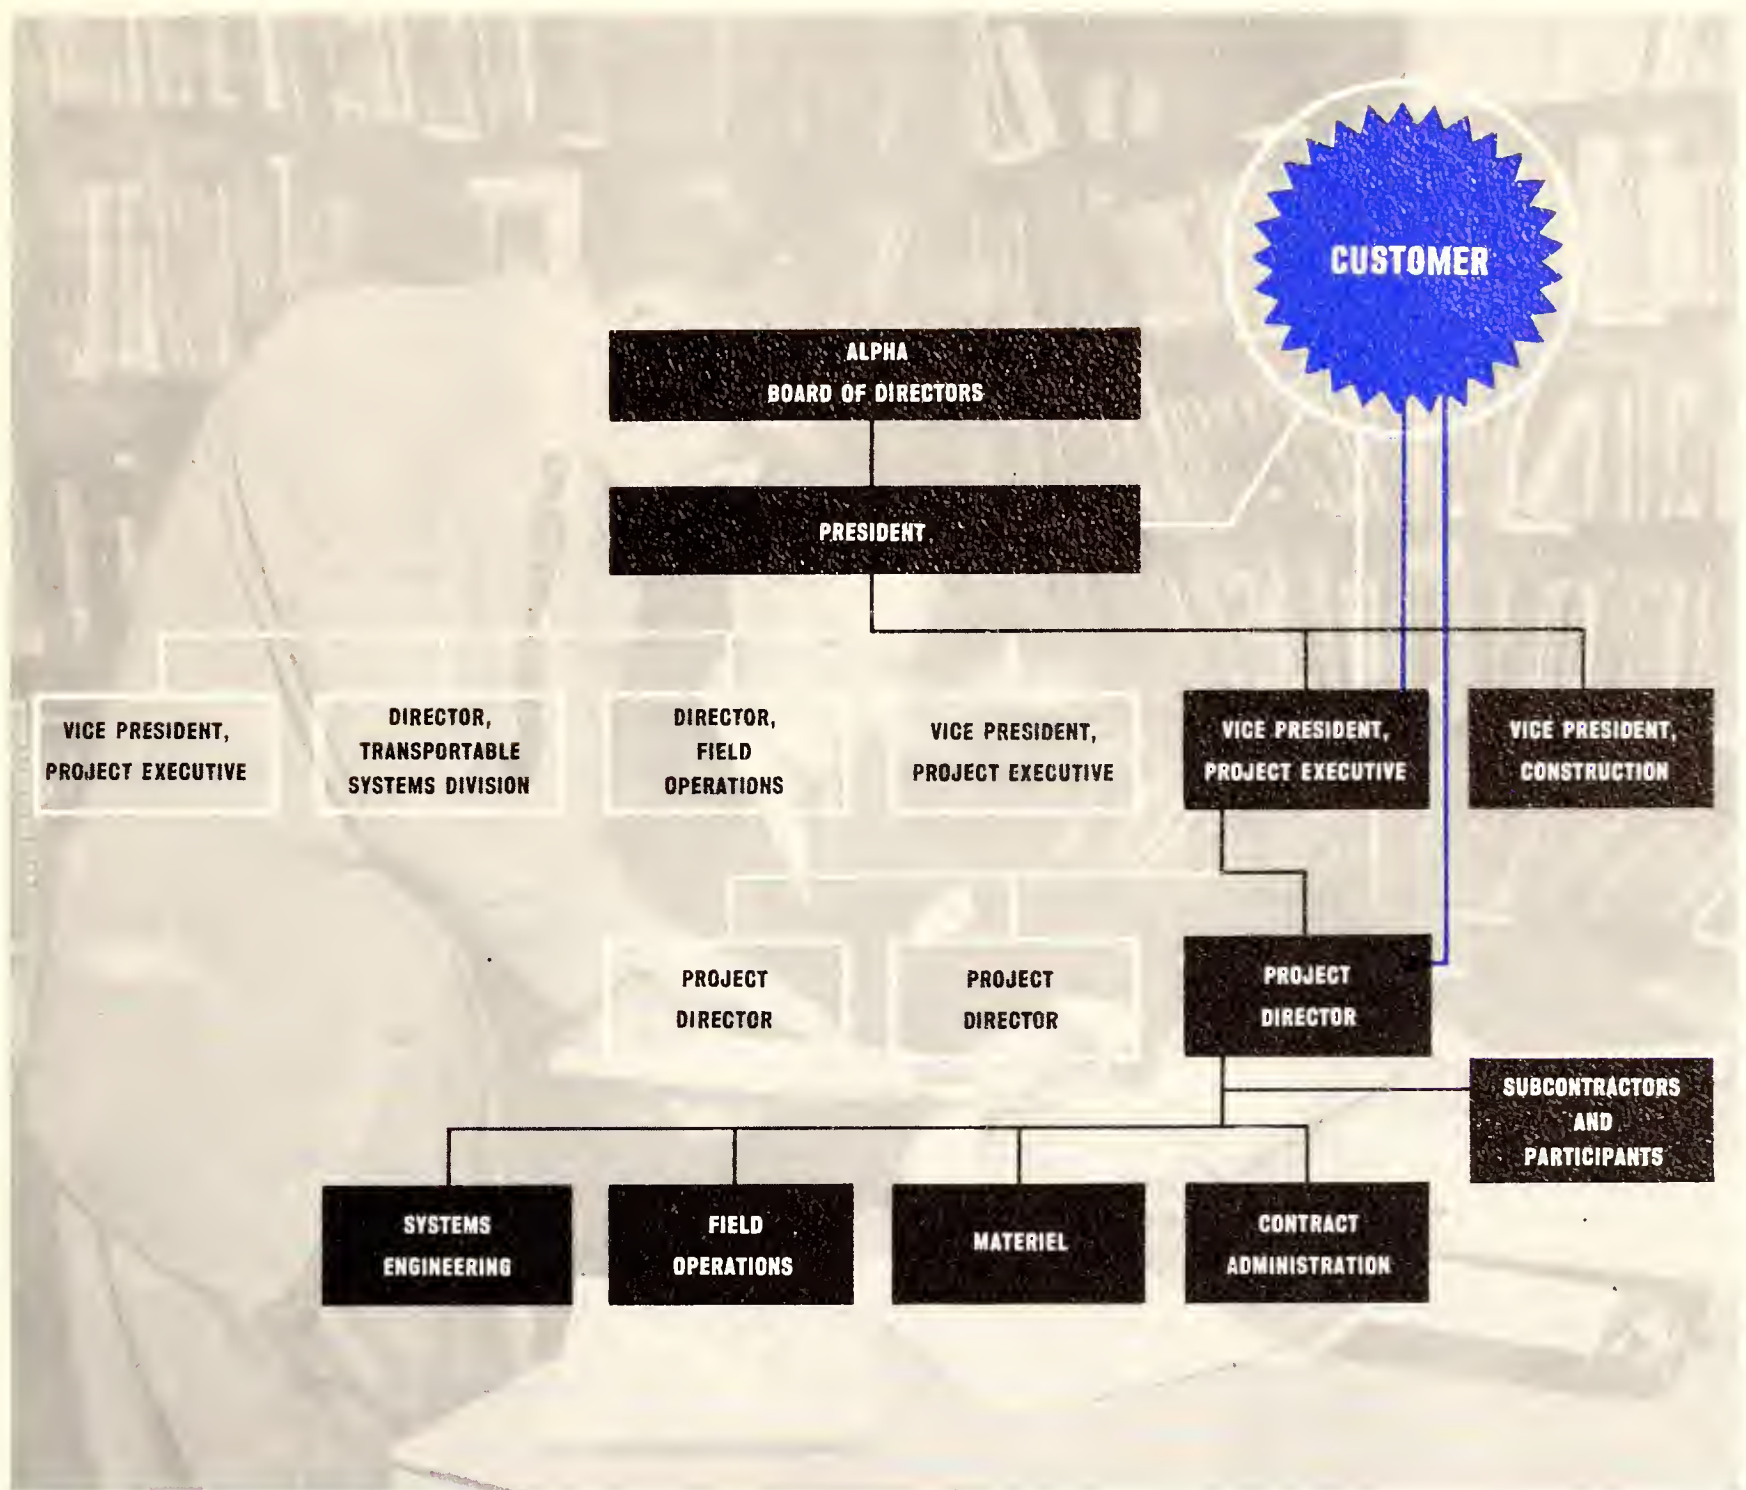 CUSTOMER
ALPHA
BOARD OF DIRECTORS
PRESIDENT
VICE PRESIDENT,
PROJECT EXECUTIVE
DIRECTOR,
TRANSPORTABLE
SYSTEMS DIVISION
DIRECTOR,
FIELD
OPERATIONS
VICE PRESIDENT,
PROJECT EXECUTIVE
VICE PRESIDENT,
PROJECT EXECUTIVE
VICE PRESIDENT,
CONSTRUCTION
PROJECT
DIRECTOR
PROJECT
DIRECTOR
PROJECT
DIRECTOR
SUBCONTRACTORS
AND
PARTICIPANTS
SYSTEMS
ENGINEERING
FIELD
OPERATIONS
MATERIEL
CONTRACT
ADMINISTRATION